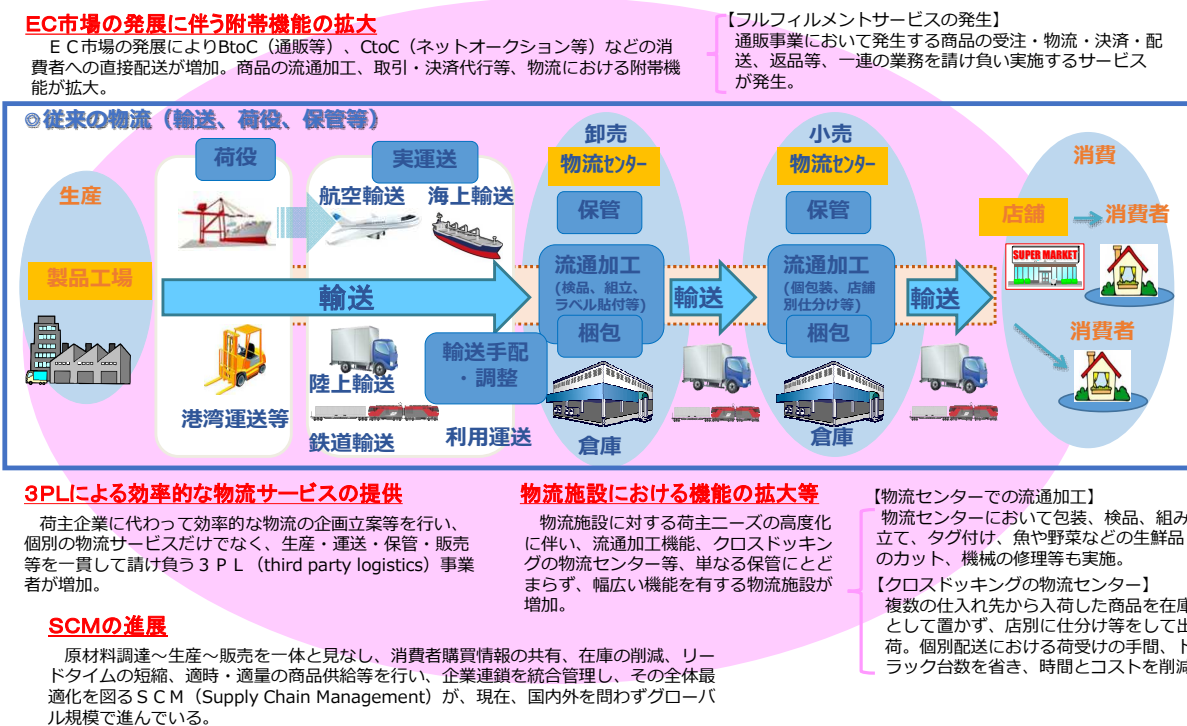 EC市場の発展に伴う附帯機能の拡大
ＥＣ市場の発展によりBtoC（通販等）、CtoC（ネットオークション等）などの消
費者への直接配送が増加。商品の流通加工、取引・決済代行等、物流における附帯機
能が拡大。
【フルフィルメントサービスの発生】
通販事業において発生する商品の受注・物流・決済・配
送、返品等、一連の業務を請け負い実施するサービス
が発生。
◎従来の物流（輸送、荷役、保管等）
生産
製品工場
荷役
港湾運送等
実運送
航空輸送
海上輸送
輸送
陸上輸送
鉄道輸送
輸送手配
・調整
利用運送
卸売
物流センター
保管
流通加工
(検品、組立、
ラベル貼付等)
梱包
倉庫
輸送
小売
物流センター
保管
流通加工
(個包装、店舗
別仕分け等)
梱包
倉庫
輸送
消費
店舗
消費者
SUPER MARKET
消費者
3PLによる効率的な物流サービスの提供
荷主企業に代わって効率的な物流の企画立案等を行い、
個別の物流サービスだけでなく、生産・運送・保管・販売
等を一貫して請け負う３ＰＬ（third party logistics）事業
者が増加。
物流施設における機能の拡大等
物流施設に対する荷主ニーズの高度化
に伴い、流通加工機能、クロスドッキン
グの物流センター等、単なる保管にとど
まらず、幅広い機能を有する物流施設が
増加。
【物流センターでの流通加工】
物流センターにおいて包装、検品、組み
立て、タグ付け、魚や野菜などの生鮮品
のカット、機械の修理等も実施。
【クロスドッキングの物流センター】
複数の仕入れ先から入荷した商品を在庫
として置かず、店別に仕分け等をして出
荷。個別配送における荷受けの手間、ト
ラック台数を省き、時間とコストを削減
SCMの進展
原材料調達～生産～販売を一体と見なし、消費者購買情報の共有、在庫の削減、リー
ドタイムの短縮、適時・適量の商品供給等を行い、企業連鎖を統合管理し、その全体最
適化を図るＳＣＭ（Supply Chain Management）が、現在、国内外を問わずグローバ
ル規模で進んでいる。